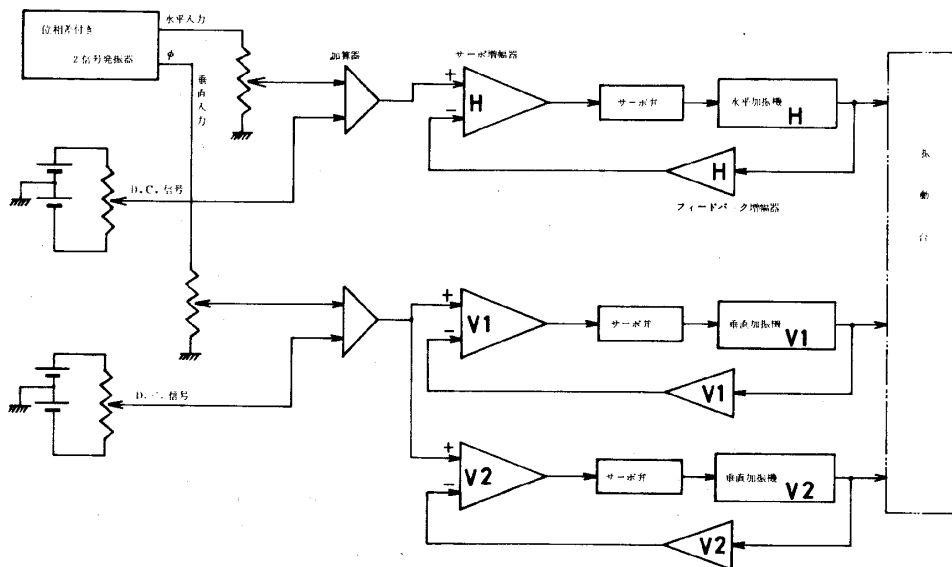 位相差付き
2信号発振器
水平入力
φ
垂直入力
加算器
サーボ増幅器
+
−
H
サーボ弁
水平加振機 H
H
フィードバック増幅器
振動台
D.C.信号
+
−
V1
サーボ弁
垂直加振機 V1
V1
D.C.信号
+
−
V2
サーボ弁
垂直加振機 V2
V2